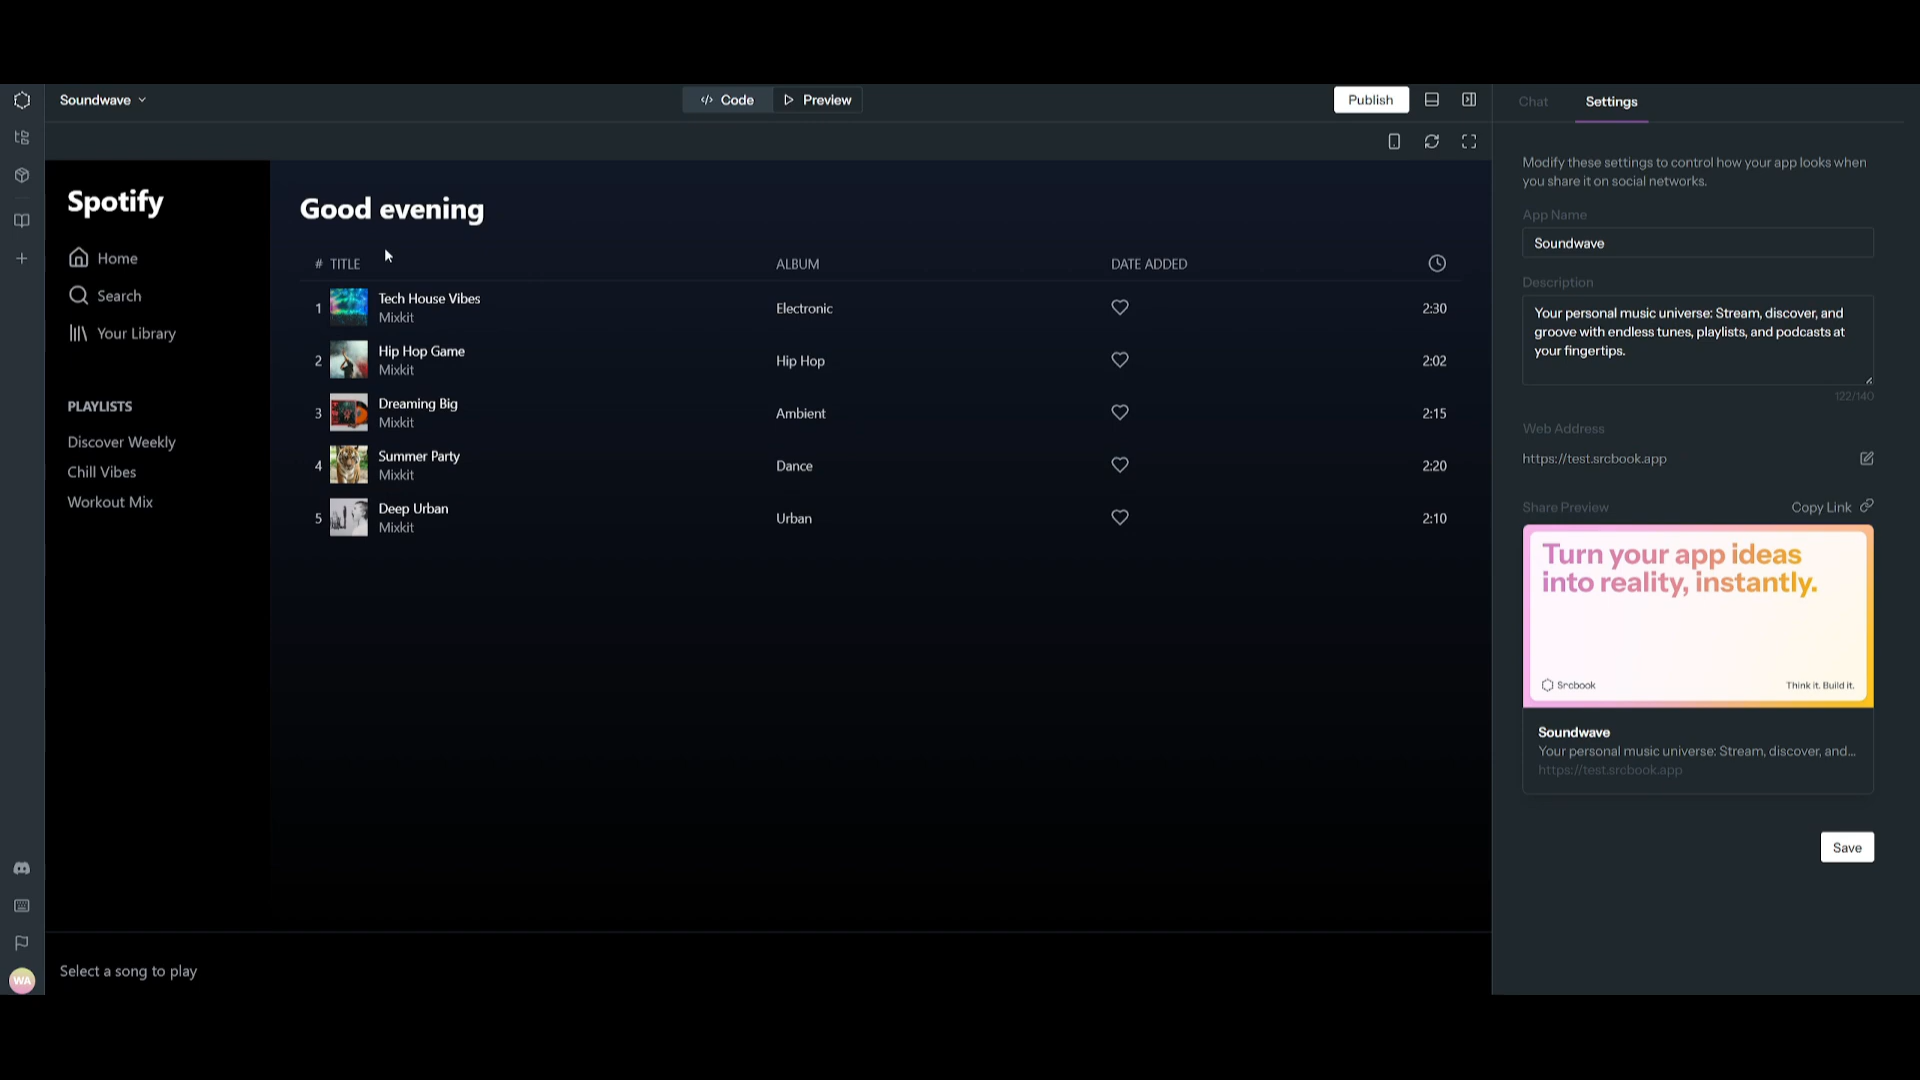 Soundwave
Code
Preview
Publish
Chat
Settings
Modify these settings to control how your app looks when
you share it on social networks.
App Name
Soundwave
Description
Your personal music universe: Stream, discover, and
groove with endless tunes, playlists, and podcasts at
your fingertips.
122/140
Web Address
https://test.srcbook.app
Share Preview
Copy Link
Turn your app ideas
into reality, instantly.
Srcbook
Think it. Build it.
Soundwave
Your personal music universe: Stream, discover, and...
https://test.srcbook.app
Save
Spotify
Home
Search
Your Library
PLAYLISTS
Discover Weekly
Chill Vibes
Workout Mix
Good evening
# TITLE ALBUM DATE ADDED
1 Tech House Vibes Electronic 2:30
Mixkit
2 Hip Hop Game Hip Hop 2:02
Mixkit
3 Dreaming Big Ambient 2:15
Mixkit
4 Summer Party Dance 2:20
Mixkit
5 Deep Urban Urban 2:10
Mixkit
Select a song to play
WA